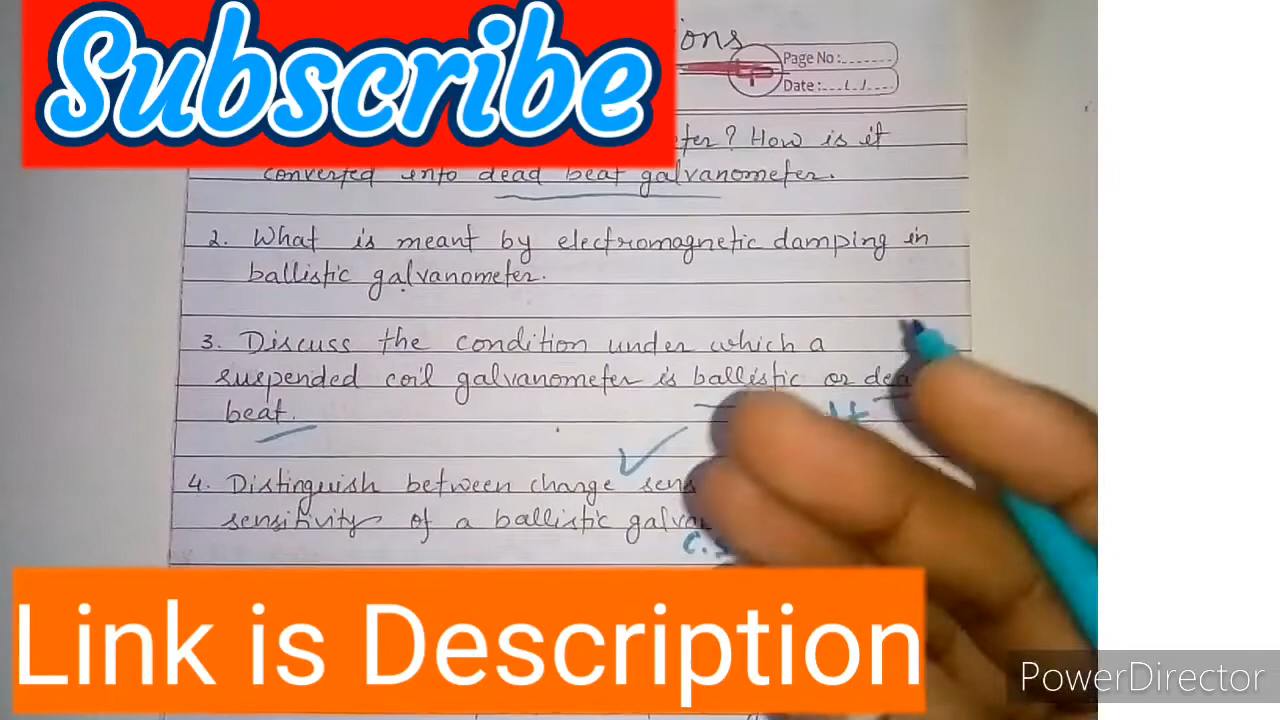 Subscribe
ions
Page No :
Date :
ter? How is it
converted into dead beat galvanometer.
2. What is meant by electromagnetic damping in
ballistic galvanometer.
3. Discuss the condition under which a
suspended coil galvanometer is ballistic or dea
beat.
4. Distinguish between charge sens
sensitivity of a ballistic galvan
C.S
Link is Description
PowerDirector